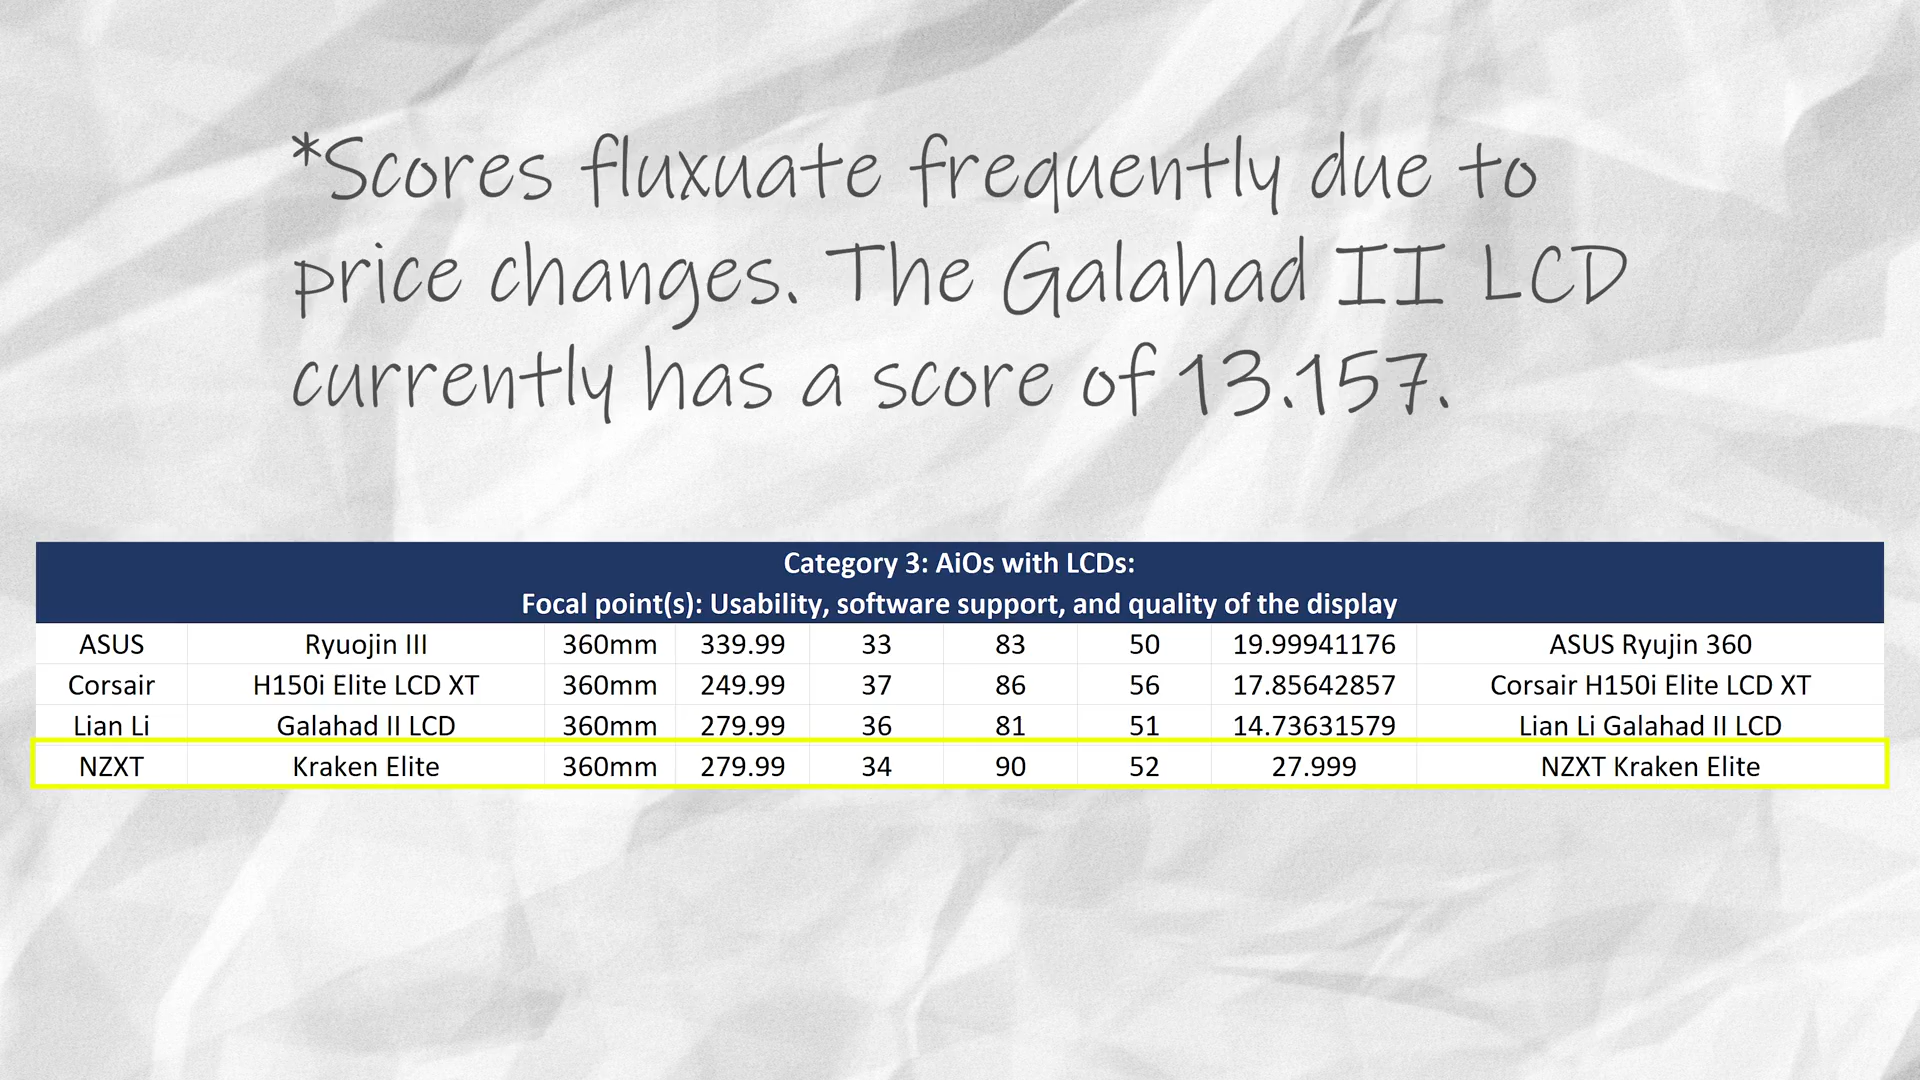 *Scores fluxuate frequently due to
price changes. The Galahad II LCD
currently has a score of 13.157.
Category 3: AiOs with LCDs:
Focal point(s): Usability, software support, and quality of the display
ASUS Ryuojin III 360mm 339.99 33 83 50 19.99941176 ASUS Ryujin 360
Corsair H150i Elite LCD XT 360mm 249.99 37 86 56 17.85642857 Corsair H150i Elite LCD XT
Lian Li Galahad II LCD 360mm 279.99 36 81 51 14.73631579 Lian Li Galahad II LCD
NZXT Kraken Elite 360mm 279.99 34 90 52 27.999 NZXT Kraken Elite